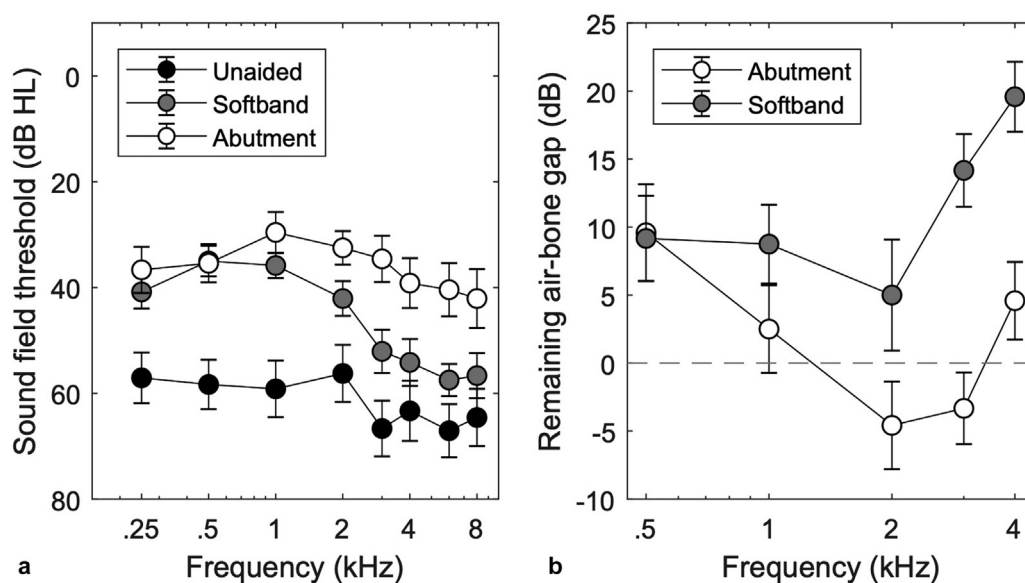 Sound field threshold (dB HL)
0
20
40
60
80
Unaided
Softband
Abutment
.25
.5
1
2
4
8
Frequency (kHz)
a
Remaining air-bone gap (dB)
25
20
15
10
5
0
-5
-10
Abutment
Softband
.5
1
2
4
Frequency (kHz)
b